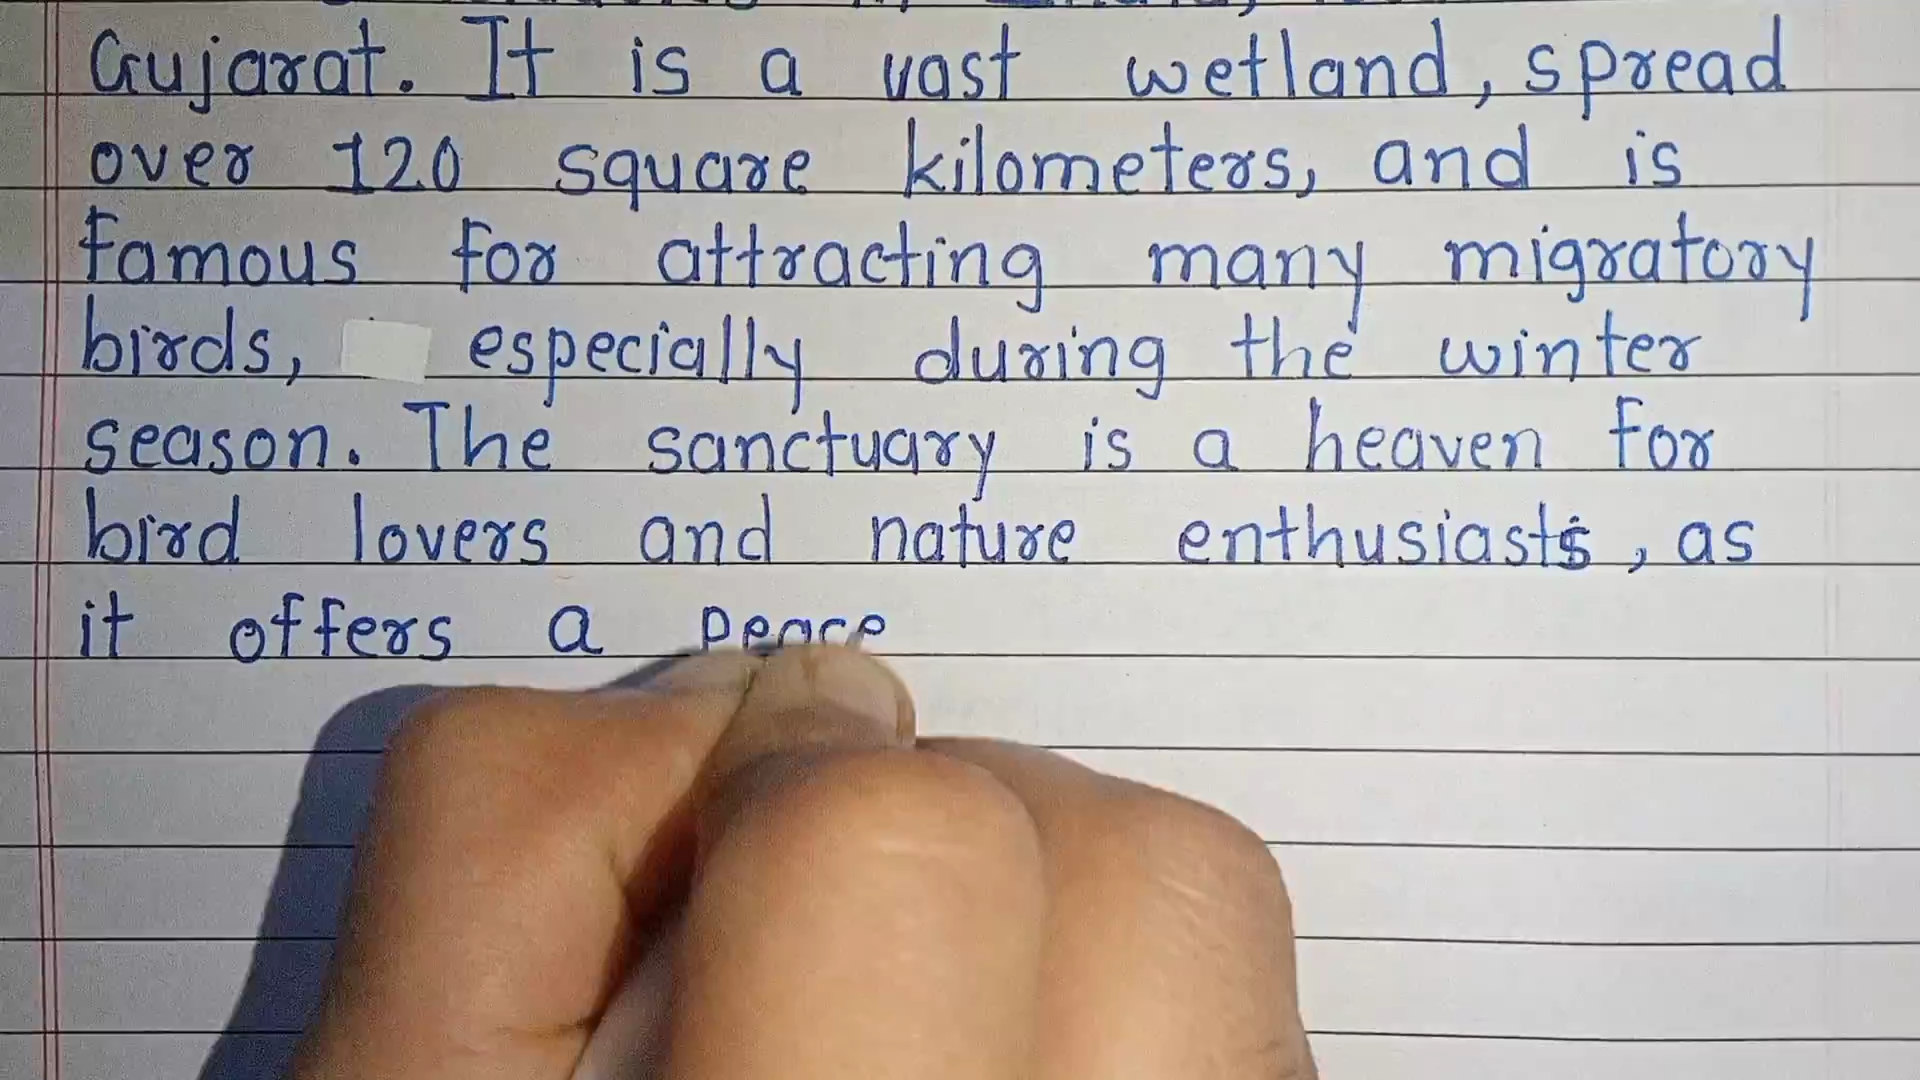 Gujarat. It is a vast wetland, spread
over 120 square kilometers, and is
famous for attracting many migratory
birds, especially during the winter
season. The sanctuary is a heaven for
bird lovers and nature enthusiasts, as
it offers a peace